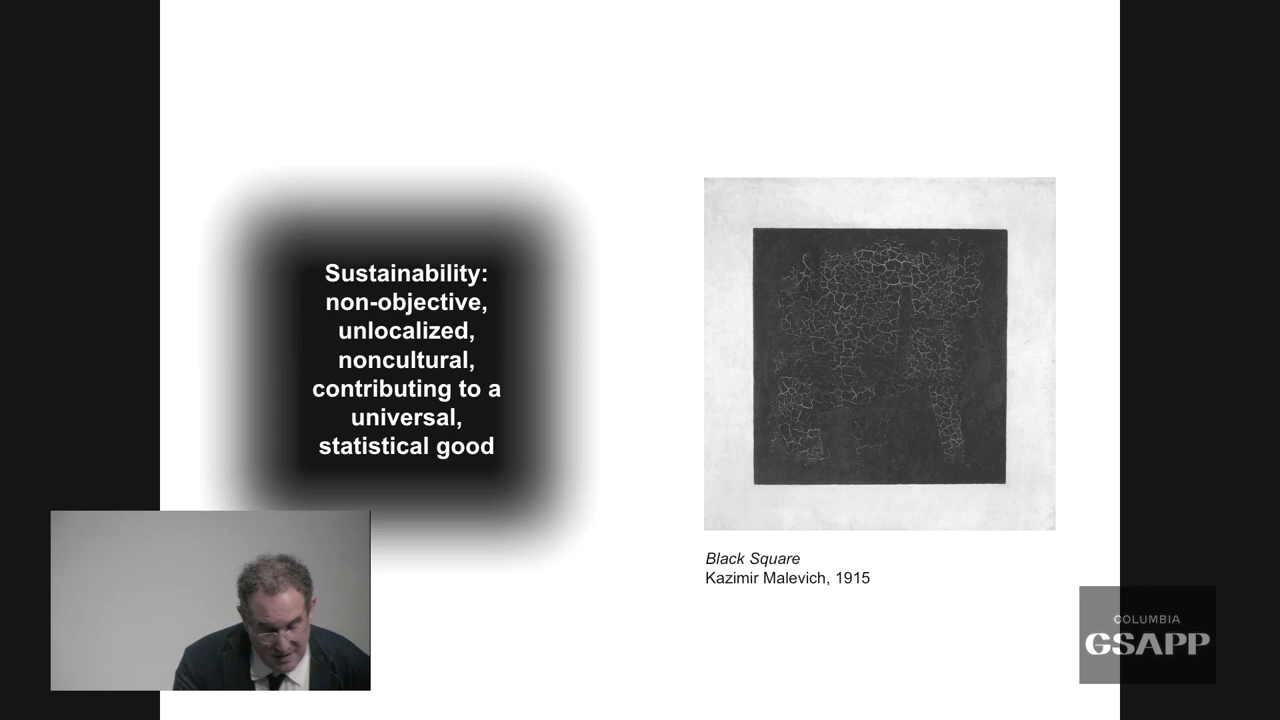 Sustainability:
non-objective,
unlocalized,
noncultural,
contributing to a
universal,
statistical good
Black Square
Kazimir Malevich, 1915
COLUMBIA
GSAPP